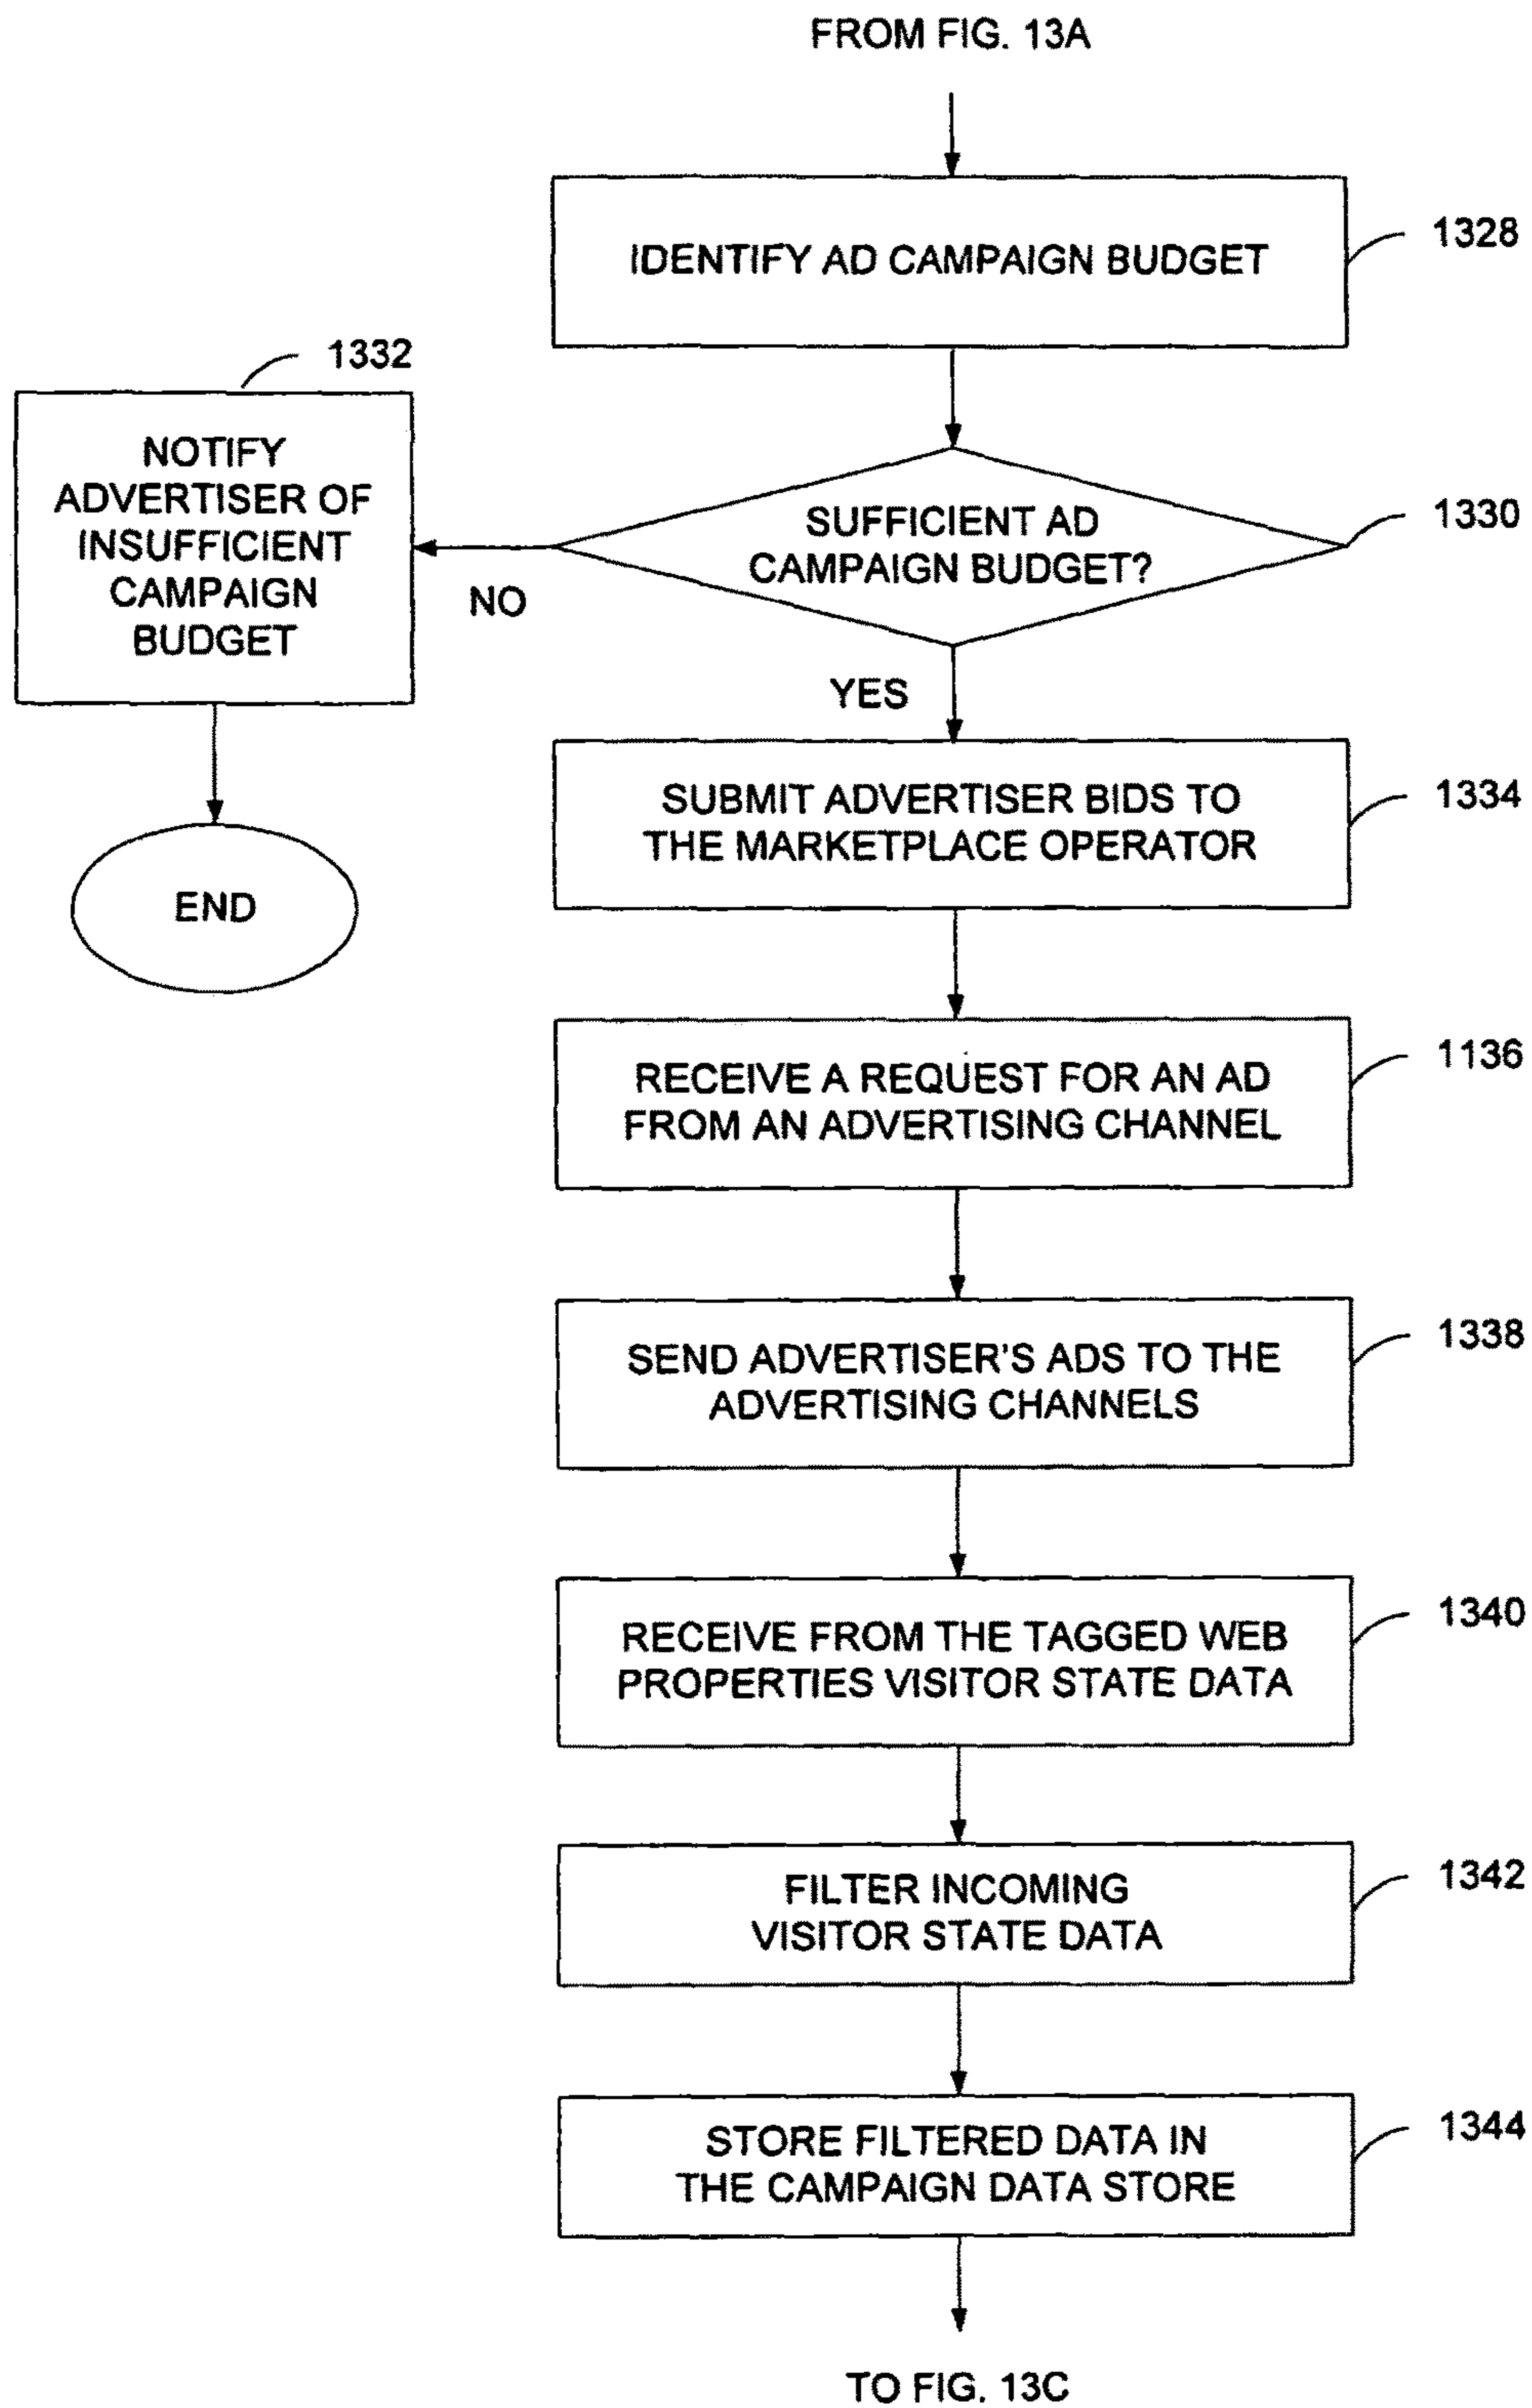 FROM FIG. 13A
IDENTIFY AD CAMPAIGN BUDGET
1328
1332
NOTIFY
ADVERTISER OF
INSUFFICIENT
CAMPAIGN
BUDGET
SUFFICIENT AD
CAMPAIGN BUDGET?
1330
NO
YES
END
SUBMIT ADVERTISER BIDS TO
THE MARKETPLACE OPERATOR
1334
RECEIVE A REQUEST FOR AN AD
FROM AN ADVERTISING CHANNEL
1136
SEND ADVERTISER'S ADS TO THE
ADVERTISING CHANNELS
1338
RECEIVE FROM THE TAGGED WEB
PROPERTIES VISITOR STATE DATA
1340
FILTER INCOMING
VISITOR STATE DATA
1342
STORE FILTERED DATA IN
THE CAMPAIGN DATA STORE
1344
TO FIG. 13C